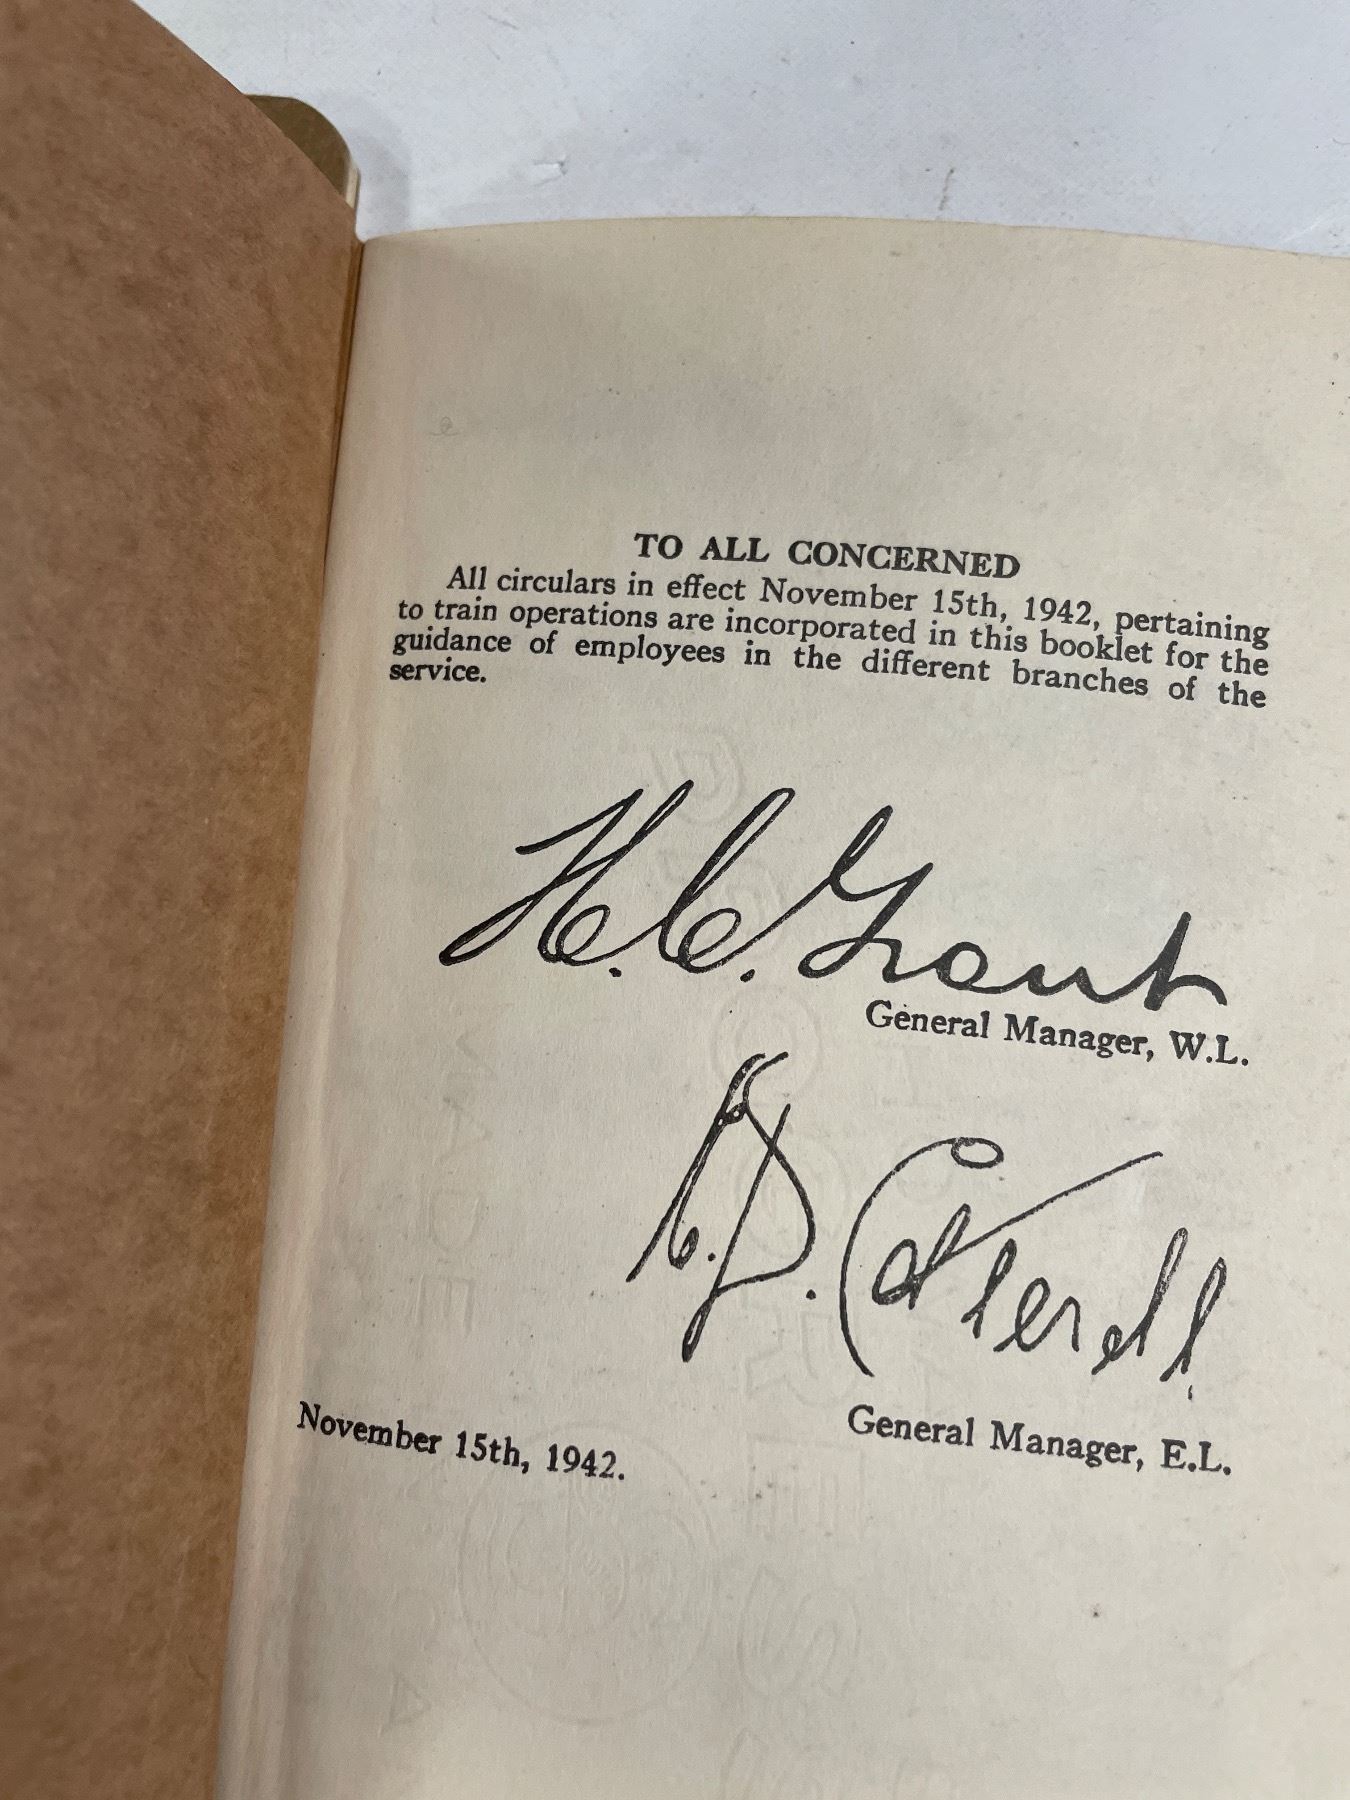 TO ALL CONCERNED
All circulars in effect November 15th, 1942, pertaining
to train operations are incorporated in this booklet for the
guidance of employees in the different branches of the
service.
H. C. Grant
General Manager, W.L.
D. Cotterell
General Manager, E.L.
November 15th, 1942.